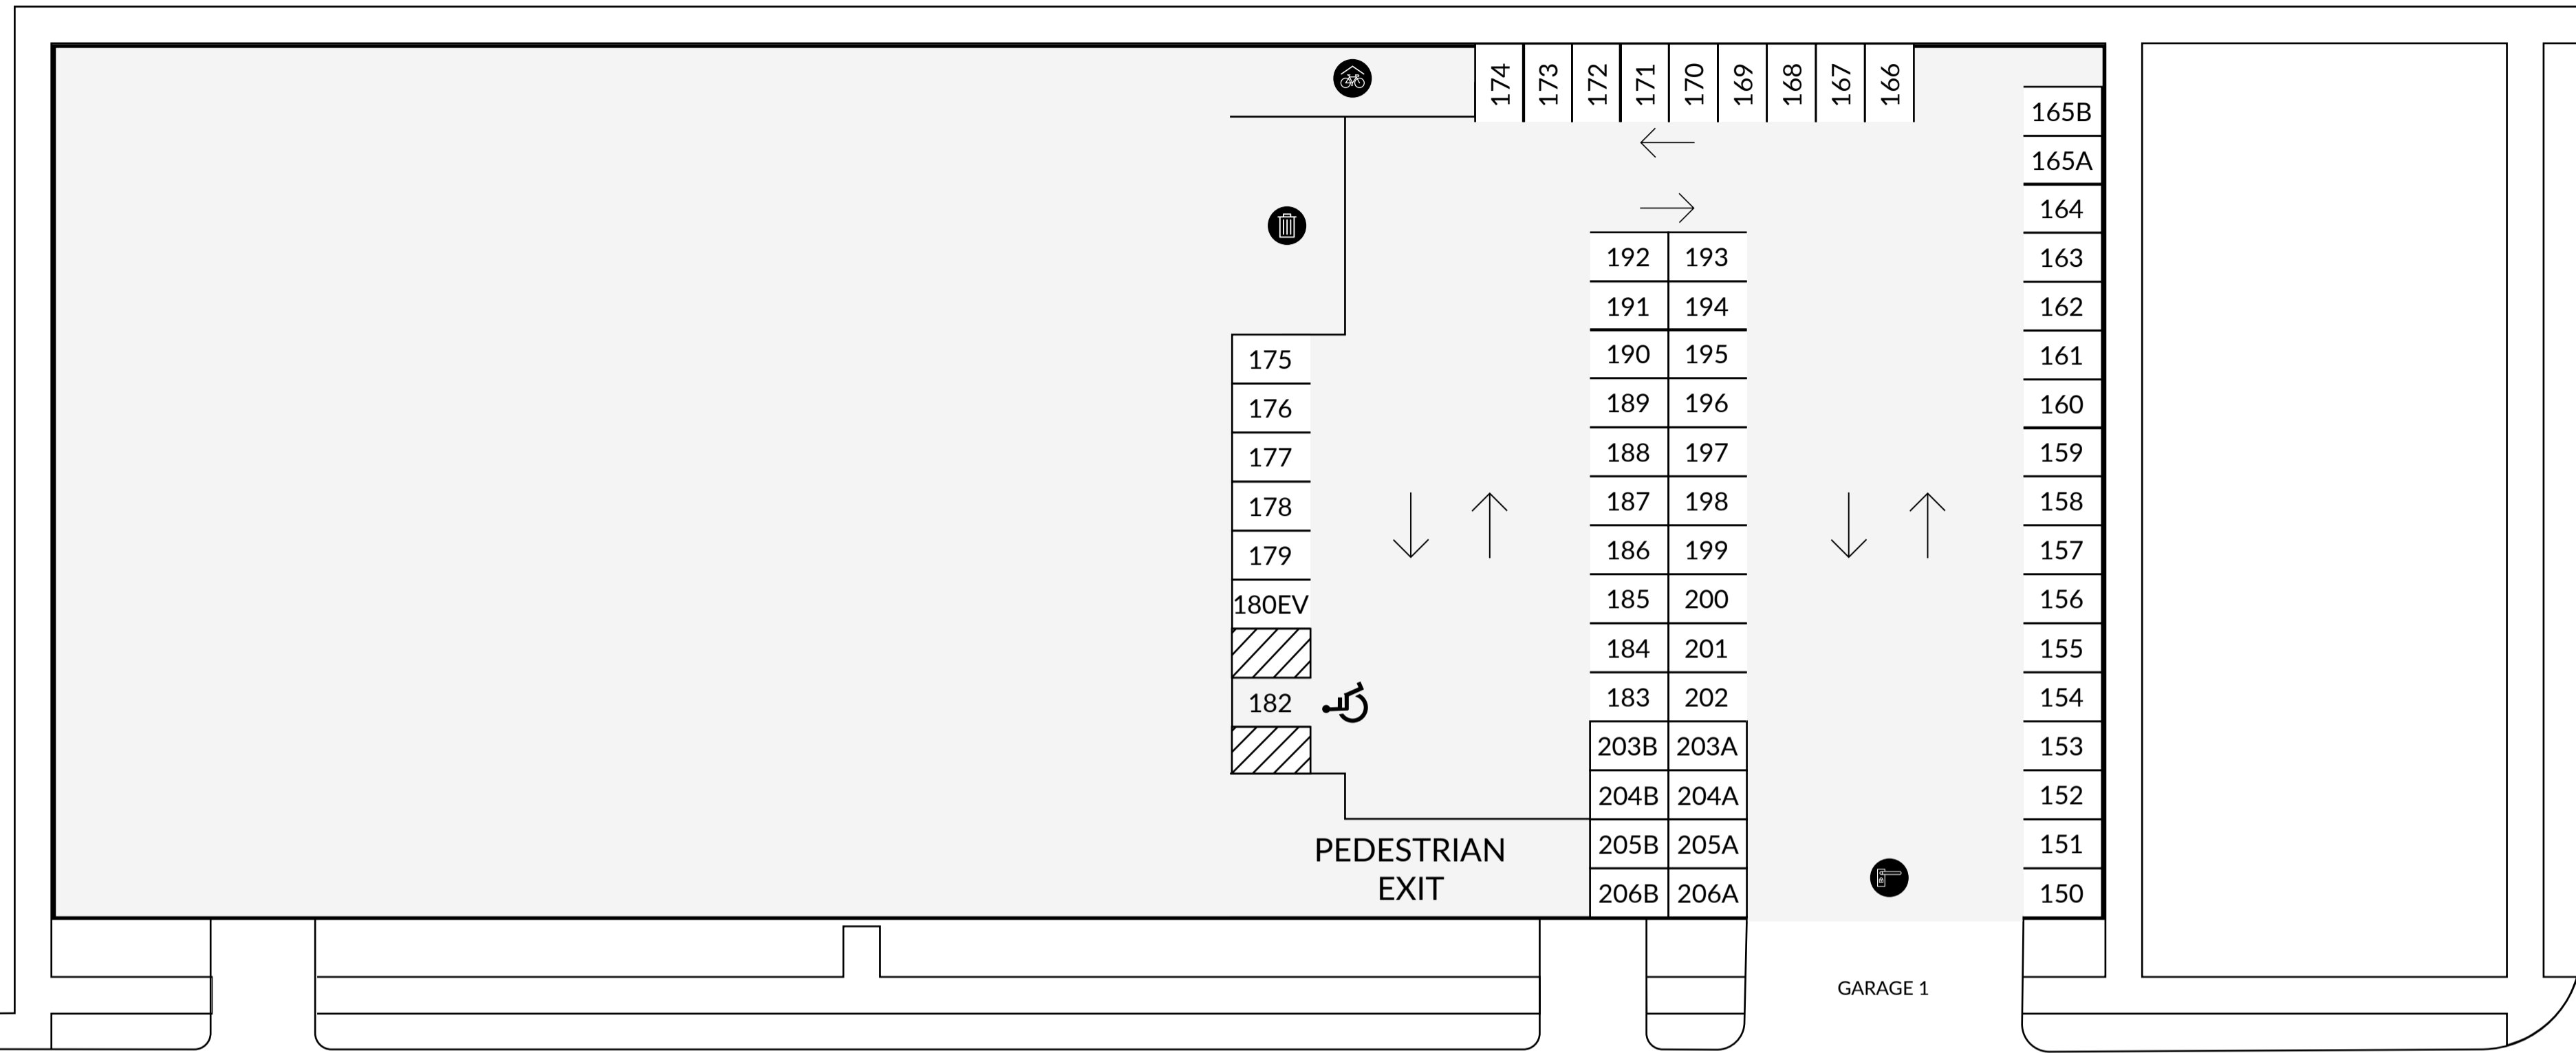 174 173 172 171 170 169 168 167 166
165B
165A
164
192 193 163
191 194 162
175 190 195 161
176 189 196 160
177 188 197 159
178 187 198 158
179 186 199 157
180EV 185 200 156
184 201 155
182 183 202 154
203B 203A 153
204B 204A 152
PEDESTRIAN 205B 205A 151
EXIT 206B 206A 150
GARAGE 1